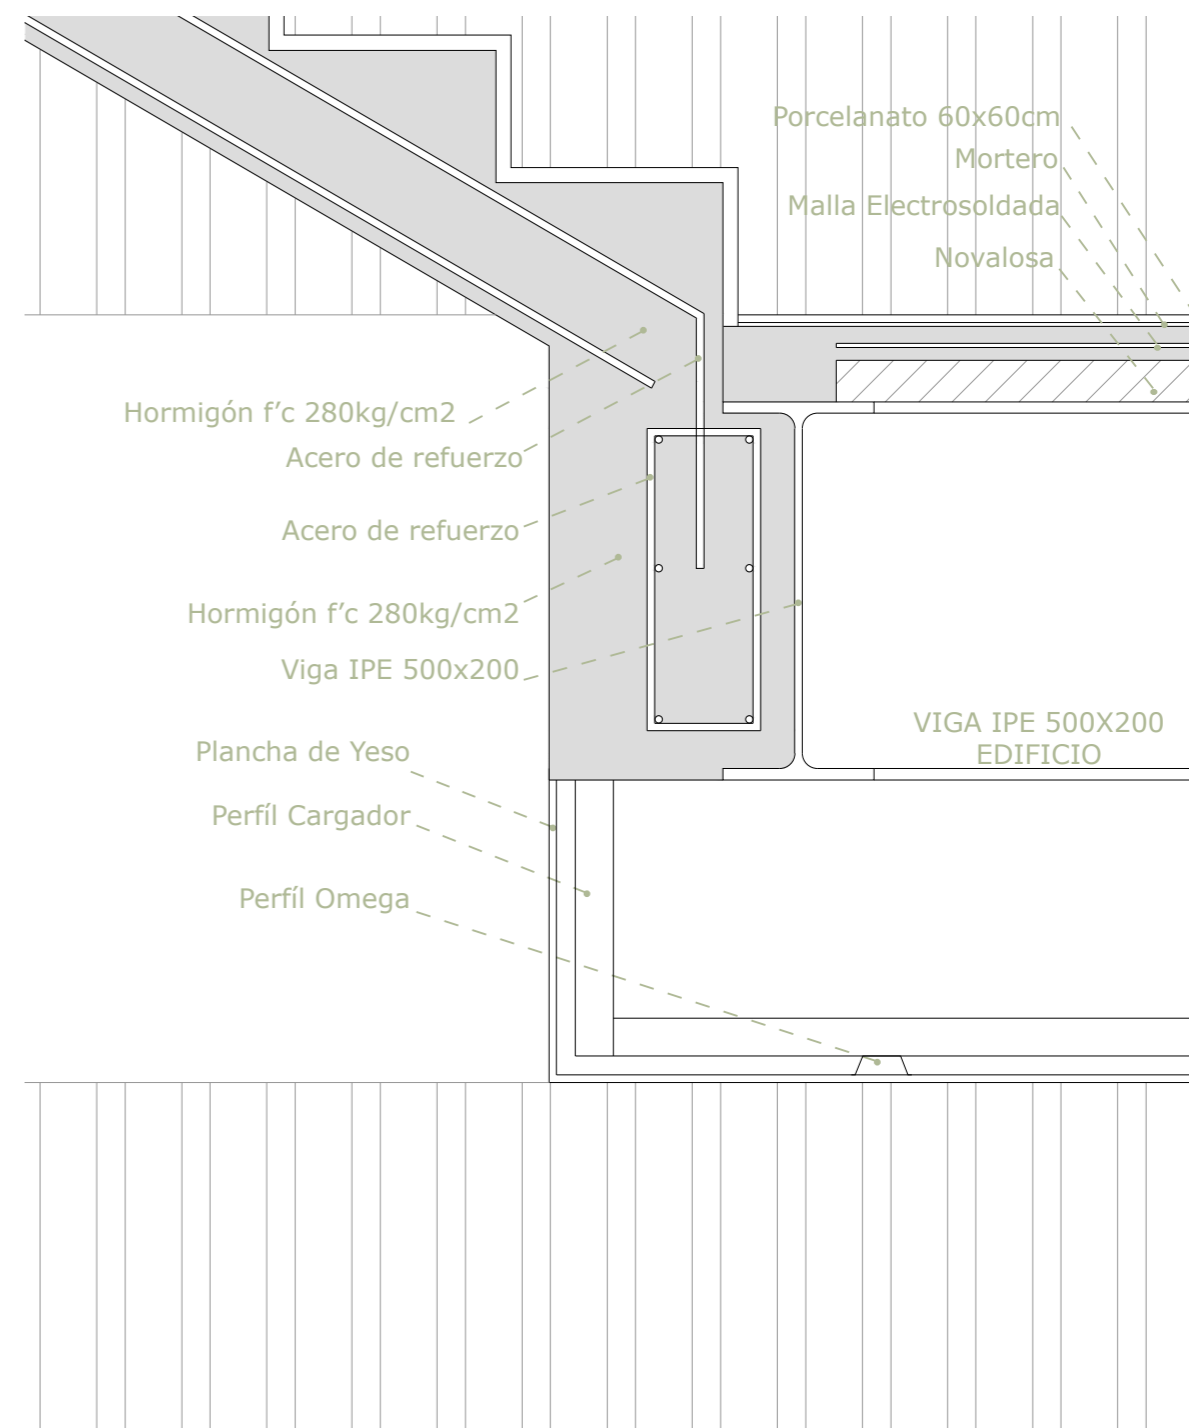 Porcelanato 60x60cm
Mortero
Malla Electrosoldada
Novalosa
Hormigón f’c 280kg/cm2
Acero de refuerzo
Acero de refuerzo
Hormigón f’c 280kg/cm2
Viga IPE 500x200
VIGA IPE 500X200
EDIFICIO
Plancha de Yeso
Perfíl Cargador
Perfíl Omega